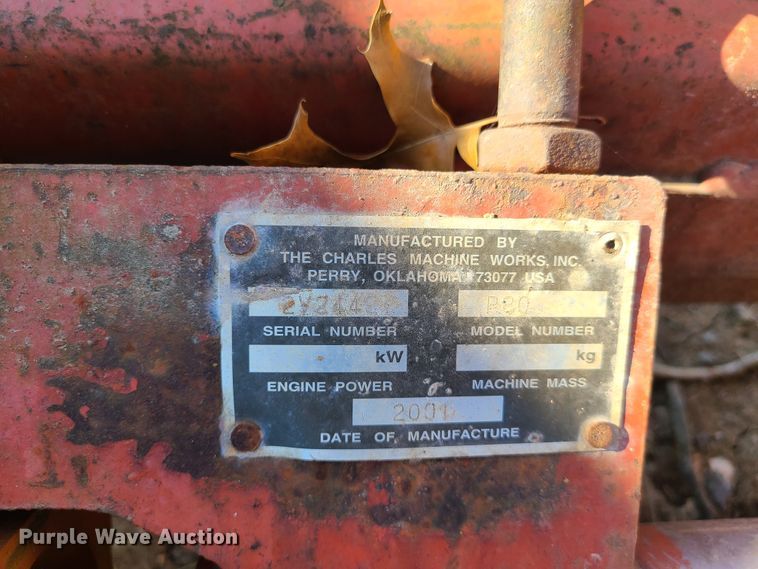 MANUFACTURED BY
THE CHARLES MACHINE WORKS, INC.
PERRY, OKLAHOMA 73077 USA
SERIAL NUMBER MODEL NUMBER
kW kg
ENGINE POWER MACHINE MASS
2001
DATE OF MANUFACTURE
Purple Wave Auction®